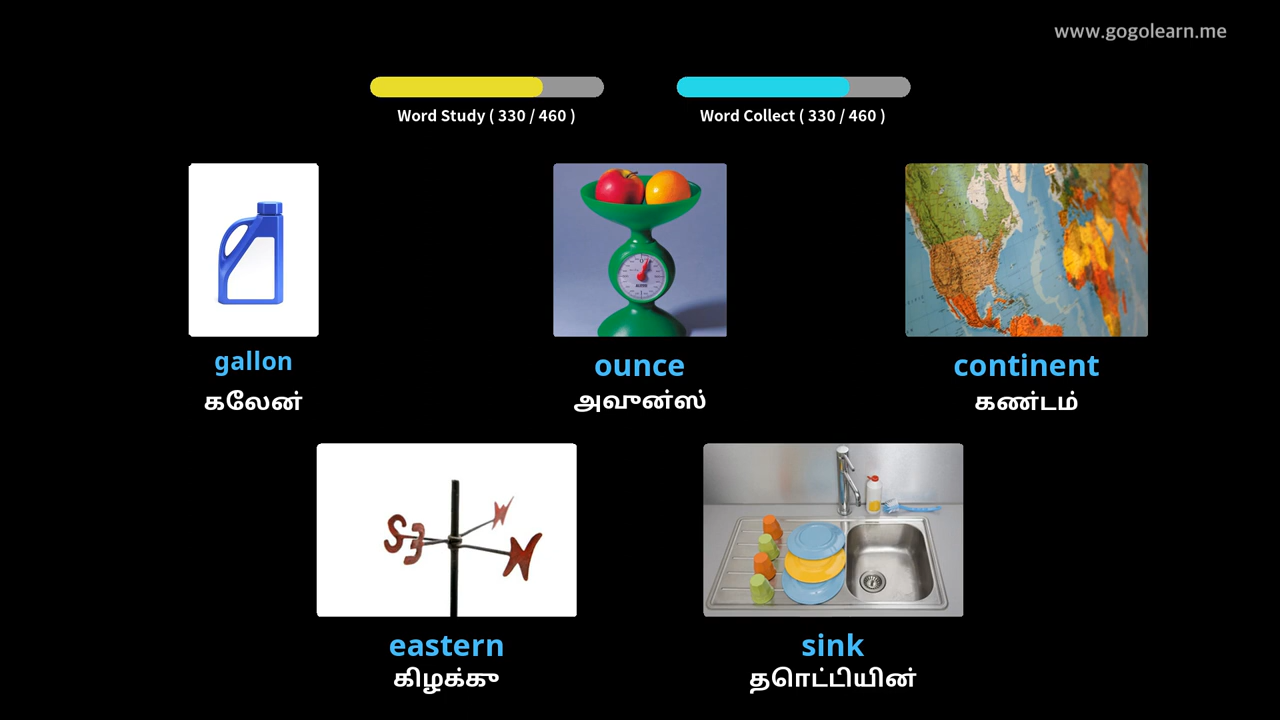 www.gogolearn.me
Word Study ( 330 / 460 )
Word Collect ( 330 / 460 )
gallon
கலேன்
ounce
அவுன்ஸ்
continent
கண்டம்
eastern
கிழக்கு
sink
தொட்டியின்